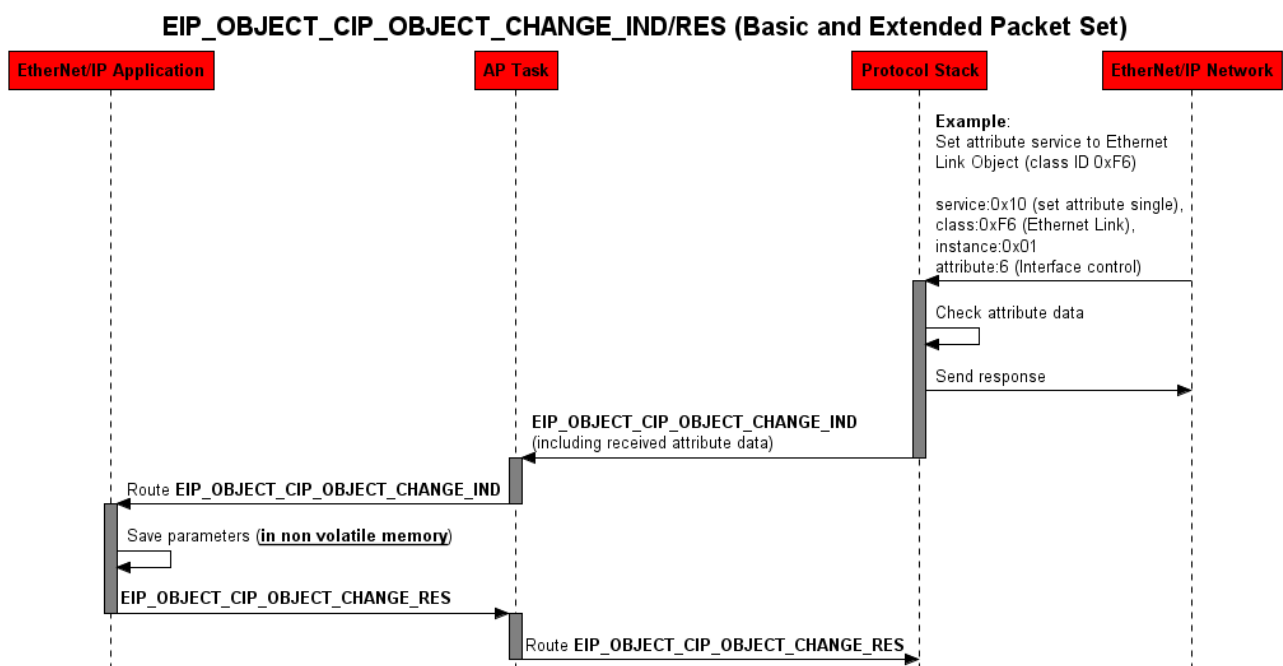 EIP_OBJECT_CIP_OBJECT_CHANGE_IND/RES (Basic and Extended Packet Set)
EtherNet/IP Application
AP Task
Protocol Stack
EtherNet/IP Network
Example:
Set attribute service to Ethernet
Link Object (class ID 0xF6)
service:0x10 (set attribute single),
class:0xF6 (Ethernet Link),
instance:0x01
attribute:6 (Interface control)
Check attribute data
Send response
EIP_OBJECT_CIP_OBJECT_CHANGE_IND
(including received attribute data)
Route EIP_OBJECT_CIP_OBJECT_CHANGE_IND
Save parameters (in non volatile memory)
EIP_OBJECT_CIP_OBJECT_CHANGE_RES
Route EIP_OBJECT_CIP_OBJECT_CHANGE_RES